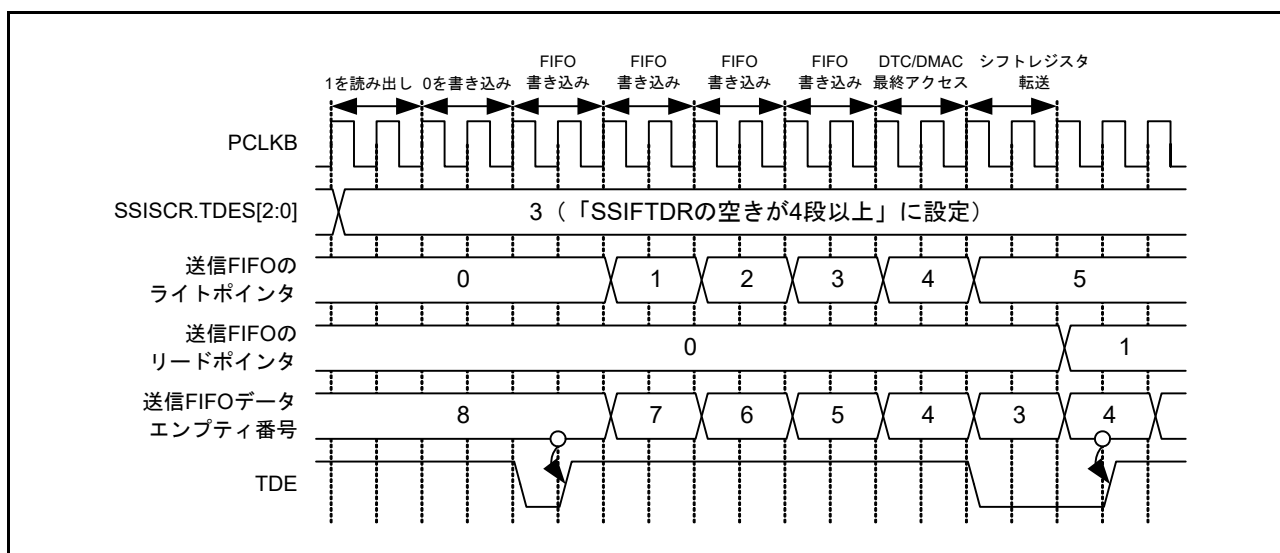 1を読み出し
0を書き込み
FIFO
書き込み
FIFO
書き込み
FIFO
書き込み
FIFO
書き込み
DTC/DMAC
最終アクセス
シフトレジスタ
転送
PCLKB
SSISCR.TDES[2:0]
3（「SSIFTDRの空きが4段以上」に設定）
送信FIFOの
ライトポインタ
0 1 2 3 4 5
送信FIFOの
リードポインタ
0 1
送信FIFOデータ
エンプティ番号
8 7 6 5 4 3 4
TDE